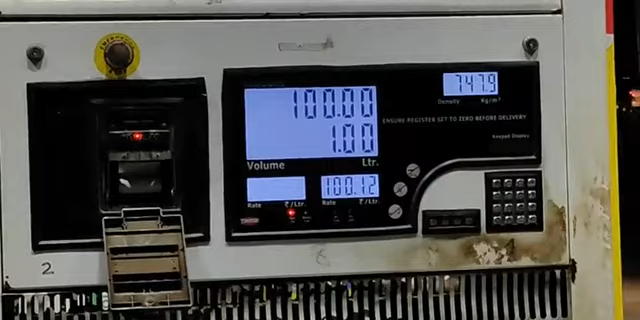 EMERGENCY
100.00
1.00
Volume Ltr.
100.12
Rate ₹/Ltr. Rate ₹/Ltr.
747.9
Density Kg/m³
ENSURE REGISTER SET TO ZERO BEFORE DELIVERY
Keypad Display
2